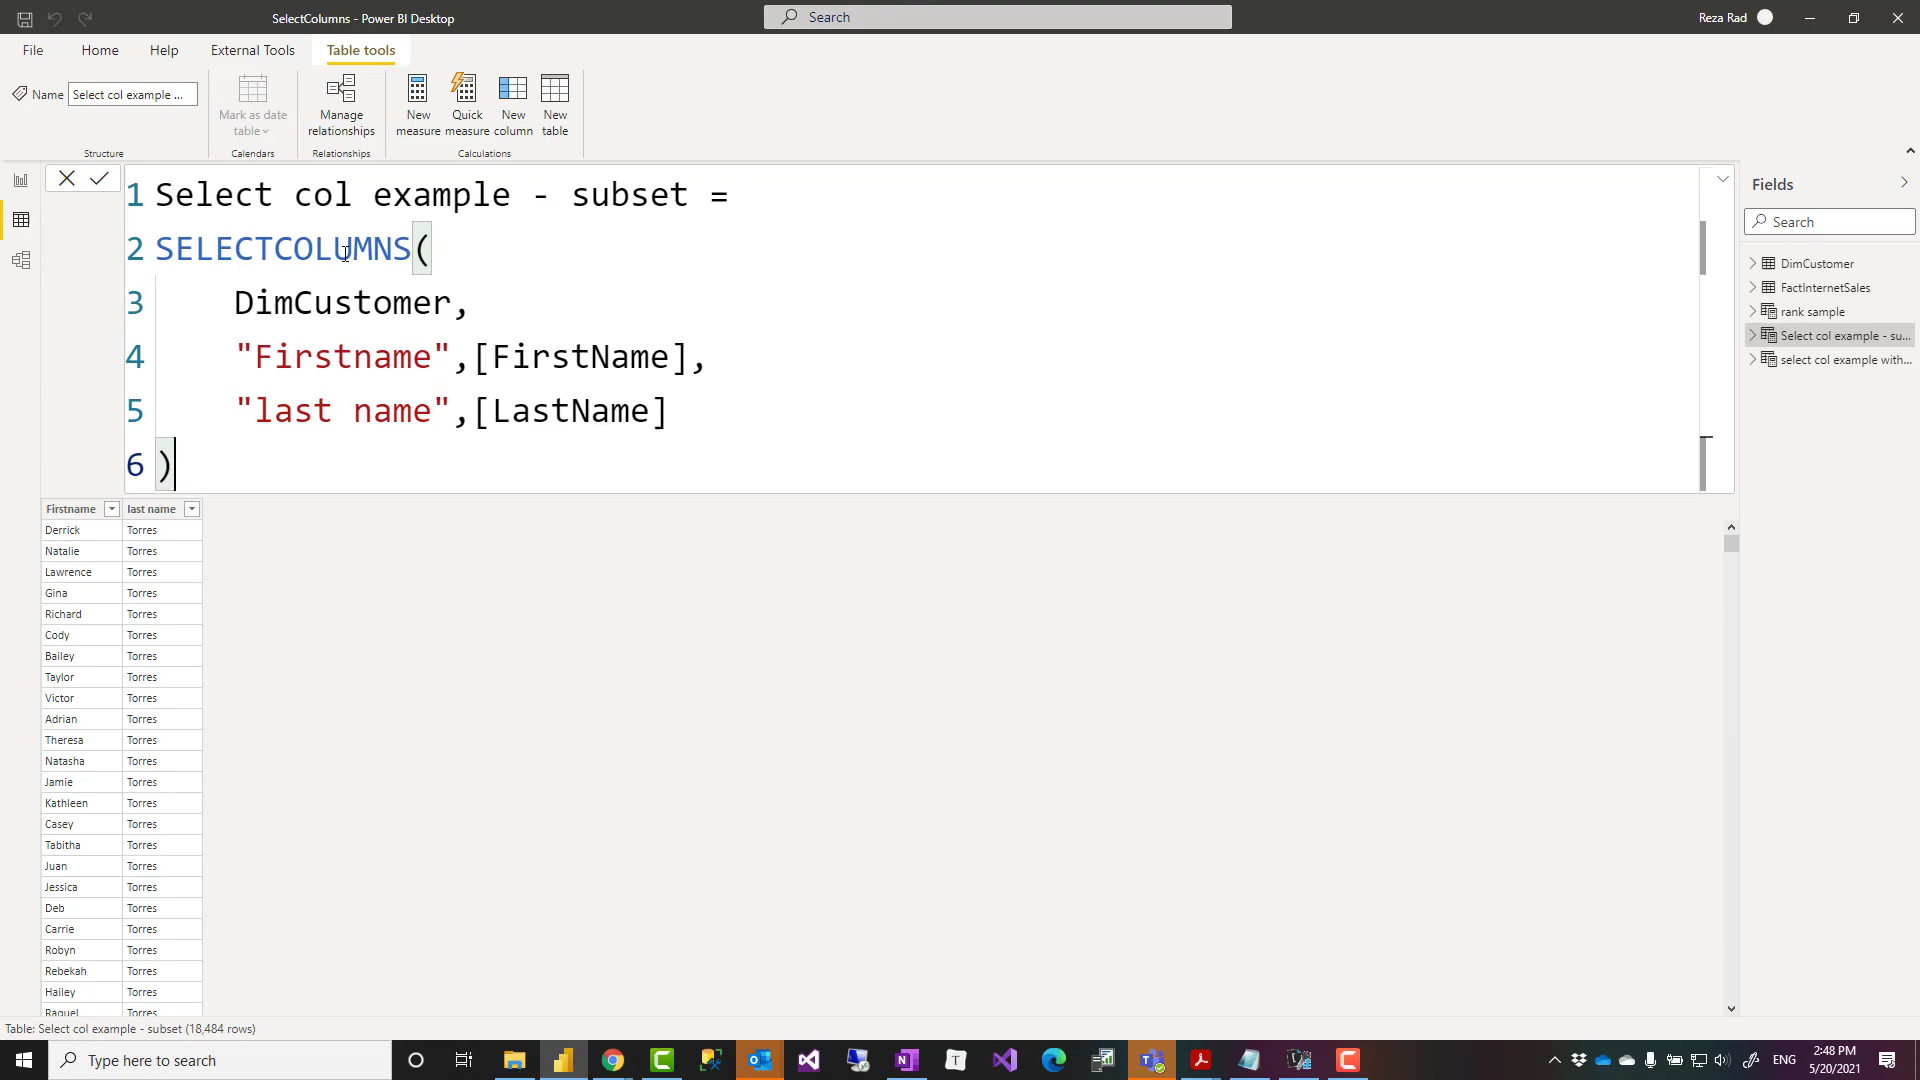 SelectColumns - Power BI Desktop
Search
Reza Rad
File
Home
Help
External Tools
Table tools
Name
Select col example ...
Mark as date
table
Manage
relationships
New
measure
Quick
measure
New
column
New
table
Structure
Calendars
Relationships
Calculations
1 Select col example - subset =
2 SELECTCOLUMNS(
3 DimCustomer,
4 "Firstname",[FirstName],
5 "last name",[LastName]
6 )
Fields
Search
DimCustomer
FactInternetSales
rank sample
Select col example - su...
select col example with...
Firstname last name
Derrick Torres
Natalie Torres
Lawrence Torres
Gina Torres
Richard Torres
Cody Torres
Bailey Torres
Taylor Torres
Victor Torres
Adrian Torres
Theresa Torres
Natasha Torres
Jamie Torres
Kathleen Torres
Casey Torres
Tabitha Torres
Juan Torres
Jessica Torres
Deb Torres
Carrie Torres
Robyn Torres
Rebekah Torres
Hailey Torres
Raquel Torres
Table: Select col example - subset (18,484 rows)
Type here to search
ENG
2:48 PM
5/20/2021